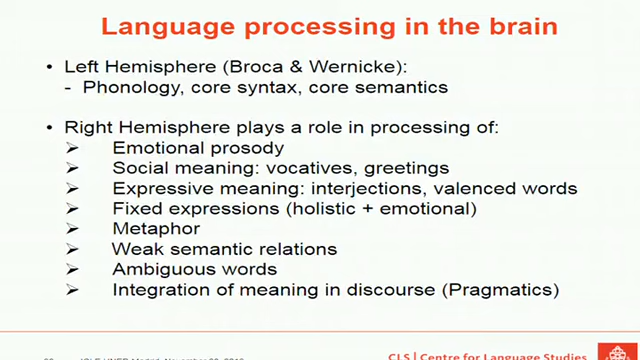 Language processing in the brain
• Left Hemisphere (Broca & Wernicke):
- Phonology, core syntax, core semantics
• Right Hemisphere plays a role in processing of:
➢ Emotional prosody
➢ Social meaning: vocatives, greetings
➢ Expressive meaning: interjections, valenced words
➢ Fixed expressions (holistic + emotional)
➢ Metaphor
➢ Weak semantic relations
➢ Ambiguous words
➢ Integration of meaning in discourse (Pragmatics)
CLS | Centre for Language Studies